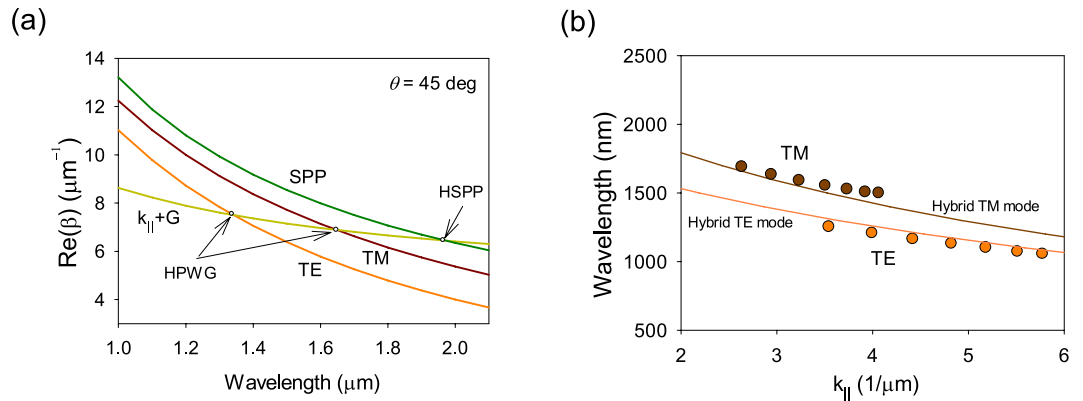 (a)
14
12
10
8
6
4
Re(β) (μm⁻¹)
θ = 45 deg
SPP
HSPP
k||+G
HPWG
TE
TM
1.0 1.2 1.4 1.6 1.8 2.0
Wavelength (μm)
(b)
2500
2000
1500
1000
500
Wavelength (nm)
TM
Hybrid TM mode
Hybrid TE mode
TE
2 3 4 5 6
k|| (1/μm)